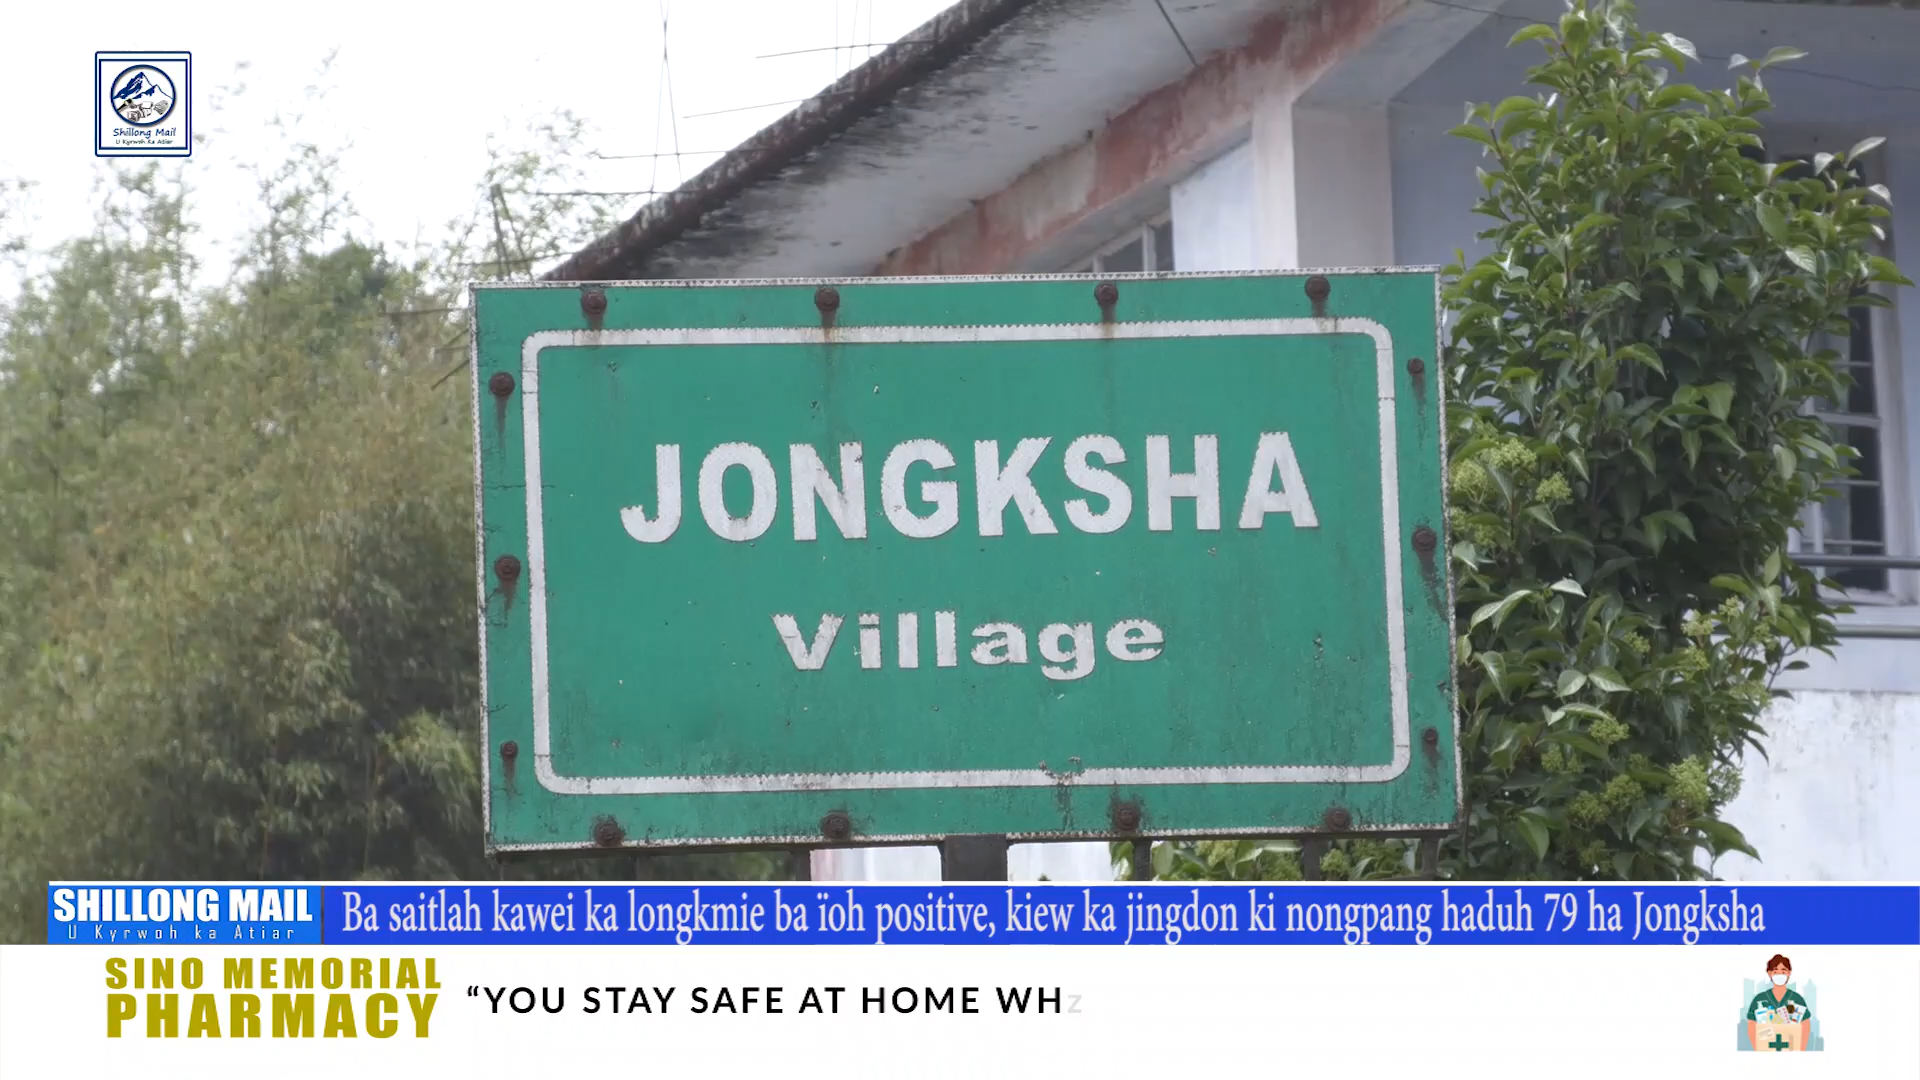 Shillong Mail
U Kyrwoh ka Atiar
JONGKSHA
Village
SHILLONG MAIL
U Kyrwoh ka Atiar
Ba saitlah kawei ka longkmie ba ïoh positive, kiew ka jingdon ki nongpang haduh 79 ha Jongksha
SINO MEMORIAL
PHARMACY
“YOU STAY SAFE AT HOME WH